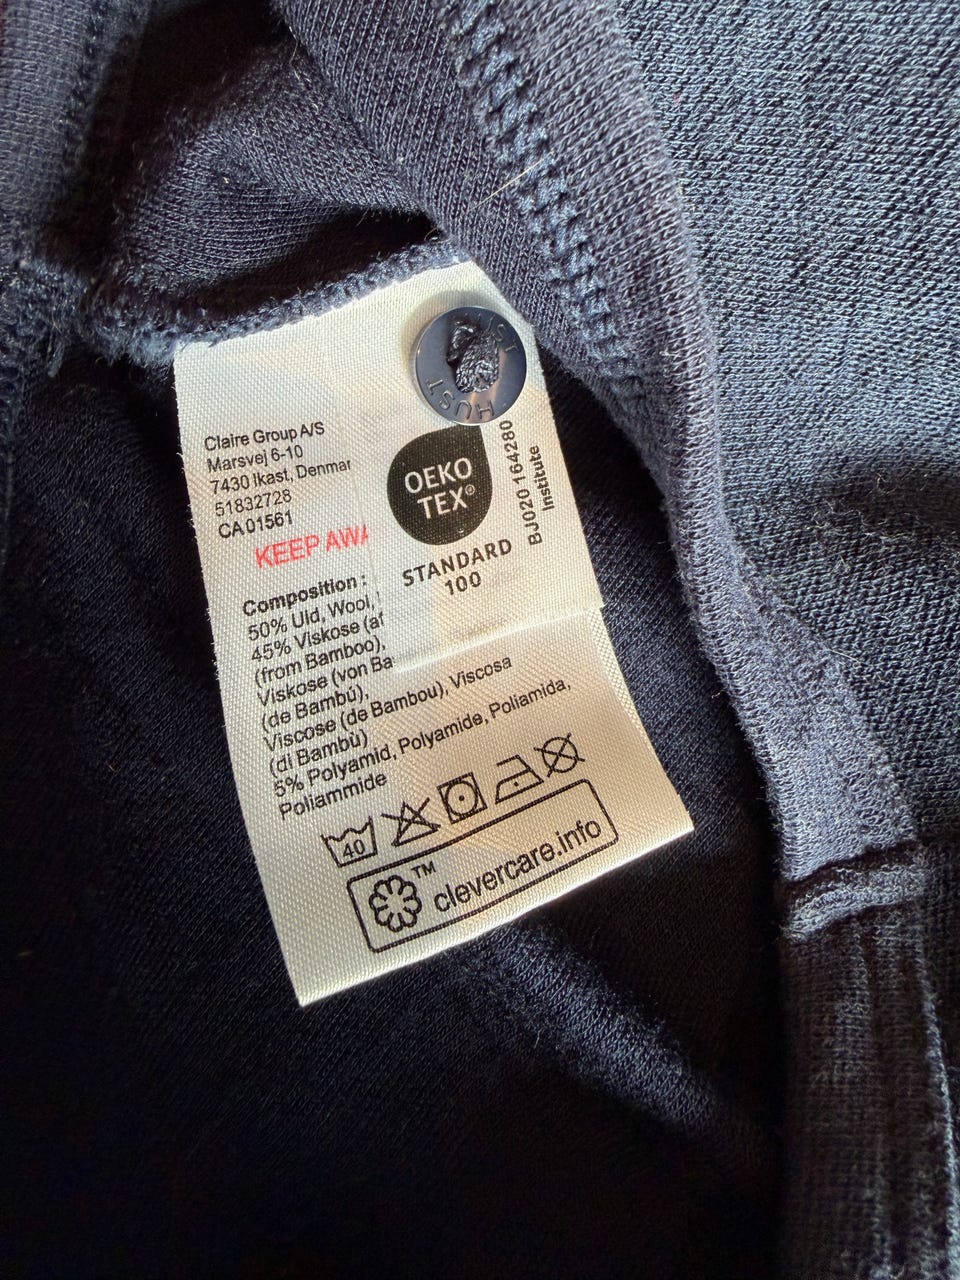 Claire Group A/S
Marsvej 6-10
7430 Ikast, Denmar
51832728
CA 01561
KEEP AWA
HUST
OEKO
TEX®
STANDARD
100
BJ020 164280
Institute
Composition :
50% Uld, Wool,
45% Viskose (af
(from Bamboo),
Viskose (von Ba
(de Bambú),
Viscose (de Bambou), Viscosa
(di Bambù)
5% Polyamid, Polyamide, Poliamida,
Poliammide
40
™ clevercare.info